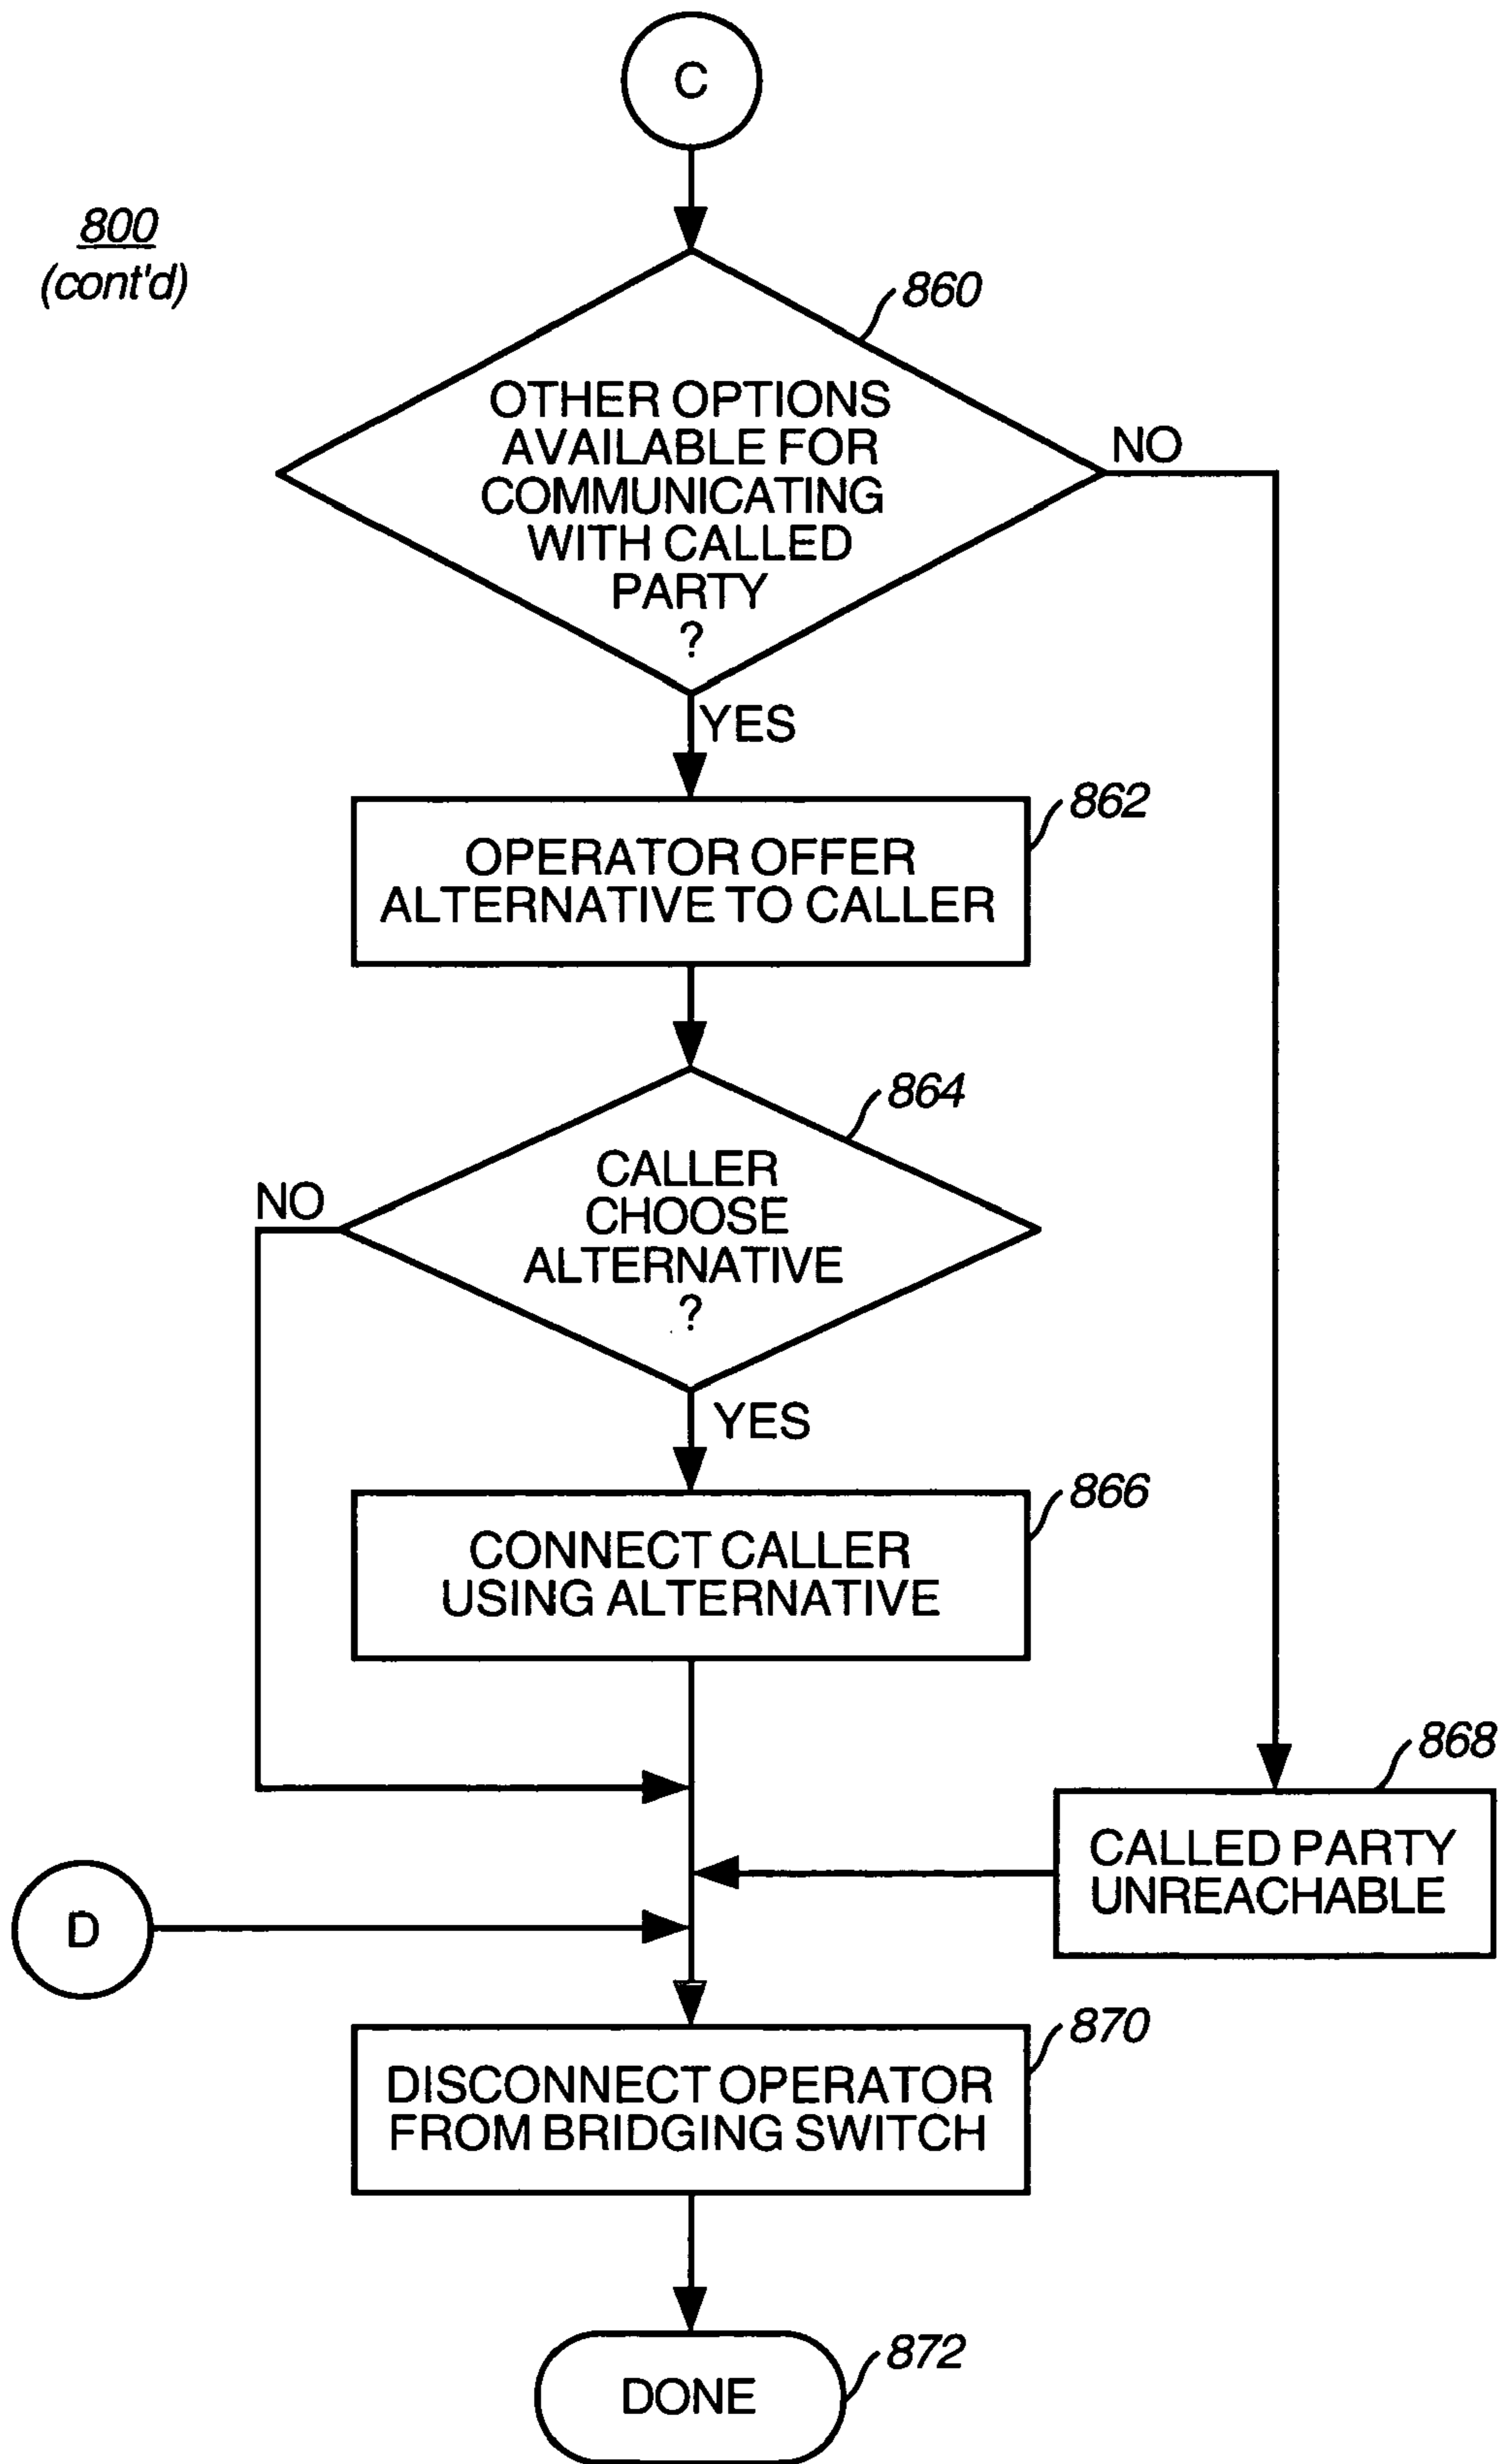 C
800
(cont'd)
860
OTHER OPTIONS
AVAILABLE FOR
COMMUNICATING
WITH CALLED
PARTY
?
NO
YES
862
OPERATOR OFFER
ALTERNATIVE TO CALLER
864
CALLER
CHOOSE
ALTERNATIVE
?
NO
YES
866
CONNECT CALLER
USING ALTERNATIVE
868
CALLED PARTY
UNREACHABLE
D
870
DISCONNECT OPERATOR
FROM BRIDGING SWITCH
872
DONE